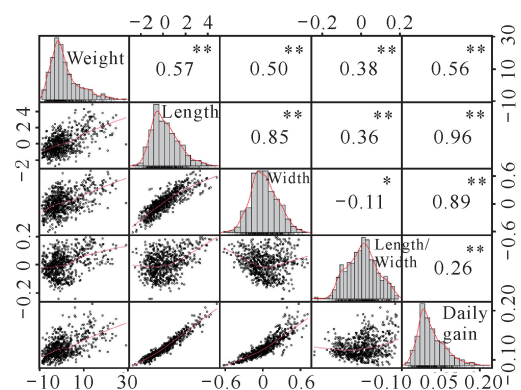 −2 0 2 4
−0.2 0 0.2
Weight
0.57 **
0.50 **
0.38 **
0.56 **
−10 10 30
−2 0 2 4
Length
0.85 **
0.36 **
0.96 **
Width
−0.11 *
0.89 **
−0.6 0 0.6
−0.2 0 0.2
Length/
Width
0.26 **
Daily
gain
0.10 0.20
−10 10 30
−0.6 0 0.6
−0.10 0.05 0.20